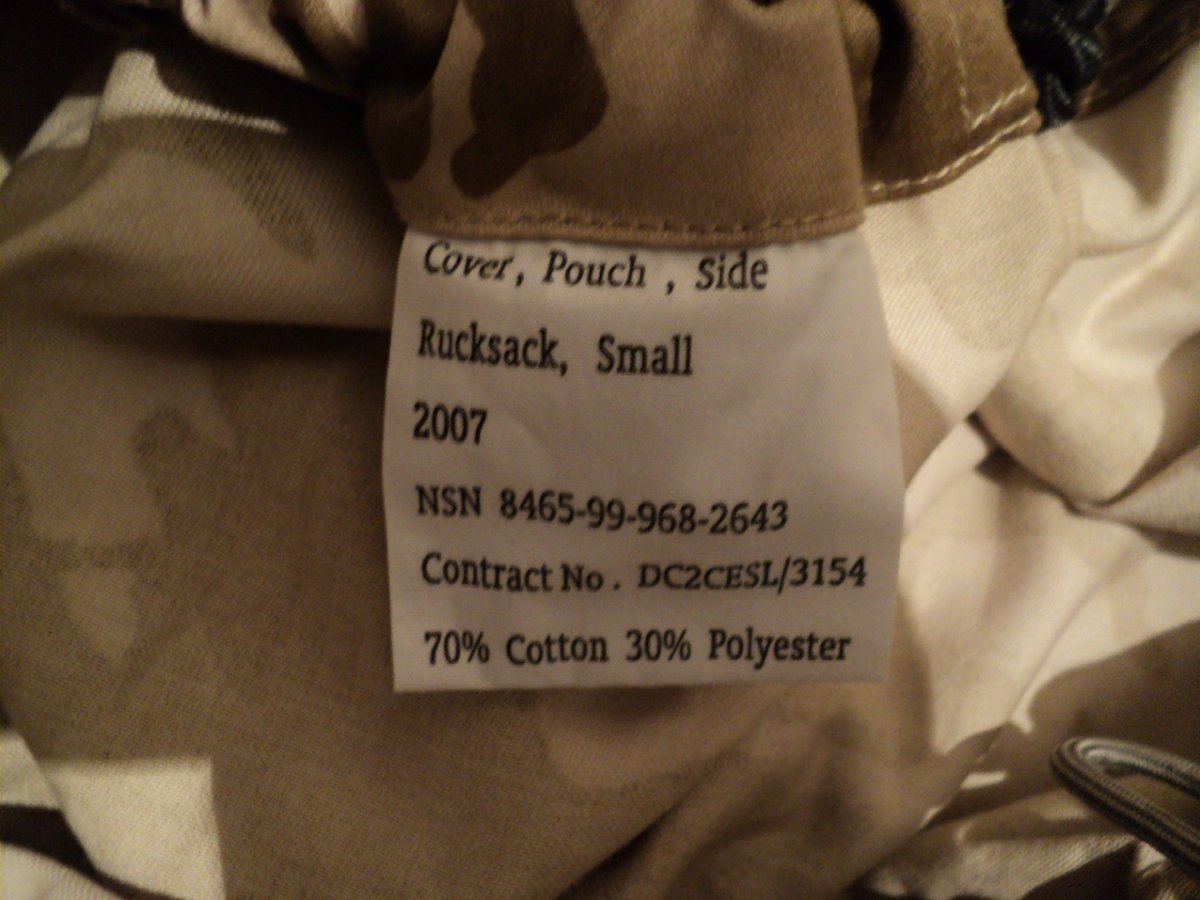 Cover, Pouch , Side
Rucksack, Small
2007
NSN 8465-99-968-2643
Contract No . DC2CESL/3154
70% Cotton 30% Polyester